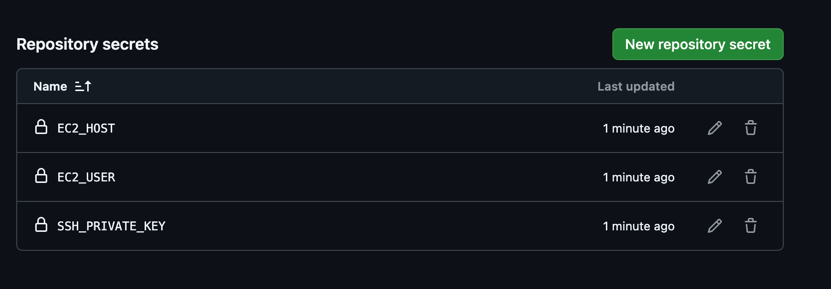 Repository secrets
New repository secret
Name Last updated
EC2_HOST 1 minute ago
EC2_USER 1 minute ago
SSH_PRIVATE_KEY 1 minute ago